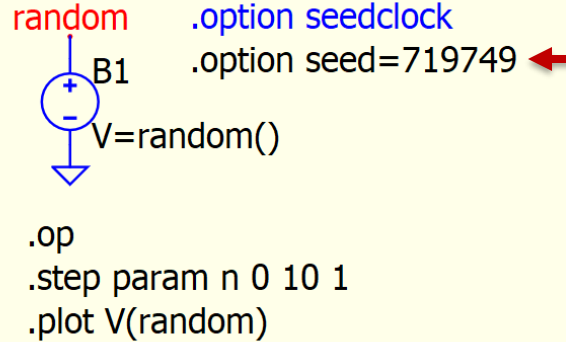 random
.option seedclock
B1
.option seed=719749
V=random()
.op
.step param n 0 10 1
.plot V(random)